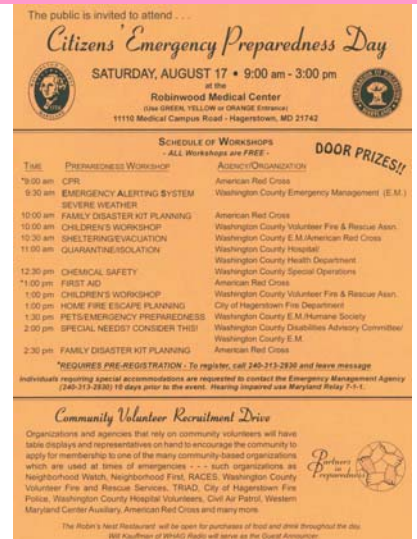 The public is invited to attend . . .
Citizens' Emergency Preparedness Day
SATURDAY, AUGUST 17 • 9:00 am - 3:00 pm
at the
Robinwood Medical Center
(Use GREEN, YELLOW or ORANGE Entrance)
11110 Medical Campus Road - Hagerstown, MD 21742
SCHEDULE OF WORKSHOPS
- ALL Workshops are FREE -
DOOR PRIZES!!
TIME PREPAREDNESS WORKSHOP AGENCY/ORGANIZATION
*9:00 am CPR American Red Cross
9:30 am EMERGENCY ALERTING SYSTEM Washington County Emergency Management (E.M.)
SEVERE WEATHER
10:00 am FAMILY DISASTER KIT PLANNING American Red Cross
10:00 am CHILDREN'S WORKSHOP Washington County Volunteer Fire & Rescue Assn.
10:30 am SHELTERING/EVACUATION Washington County E.M./American Red Cross
11:00 am QUARANTINE/ISOLATION Washington County Hospital/
Washington County Health Department
12:30 pm CHEMICAL SAFETY Washington County Special Operations
*1:00 pm FIRST AID American Red Cross
1:00 pm CHILDREN'S WORKSHOP Washington County Volunteer Fire & Rescue Assn.
1:00 pm HOME FIRE ESCAPE PLANNING City of Hagerstown Fire Department
1:30 pm PETS/EMERGENCY PREPAREDNESS Washington County E.M./Humane Society
2:00 pm SPECIAL NEEDS? CONSIDER THIS! Washington County Disabilities Advisory Committee/
Washington County E.M.
2:30 pm FAMILY DISASTER KIT PLANNING American Red Cross
*REQUIRES PRE-REGISTRATION - To register, call 240-313-2930 and leave message
Individuals requiring special accommodations are requested to contact the Emergency Management Agency
(240-313-2930) 10 days prior to the event. Hearing impaired use Maryland Relay 7-1-1.
Community Volunteer Recruitment Drive
Organizations and agencies that rely on community volunteers will have
table displays and representatives on hand to encourage the community to
apply for membership to one of the many community-based organizations
which are used at times of emergencies - - - such organizations as
Neighborhood Watch, Neighborhood First, RACES, Washington County
Volunteer Fire and Rescue Services, TRIAD, City of Hagerstown Fire
Police, Washington County Hospital Volunteers, Civil Air Patrol, Western
Maryland Center Auxiliary, American Red Cross and many more.
Partners in Preparedness
The Robin's Nest Restaurant will be open for purchases of food and drink throughout the day.
Will Kauffman of WHAG Radio will serve as the Guest Announcer.